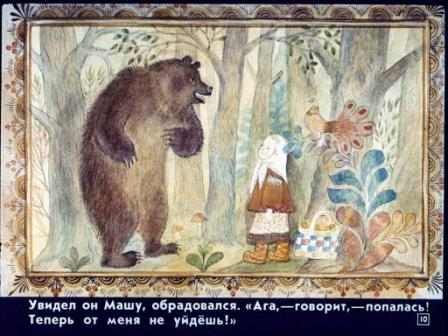 Увидел он Машу, обрадовался. «Ага,—говорит,—попалась!
Теперь от меня не уйдёшь!»
10